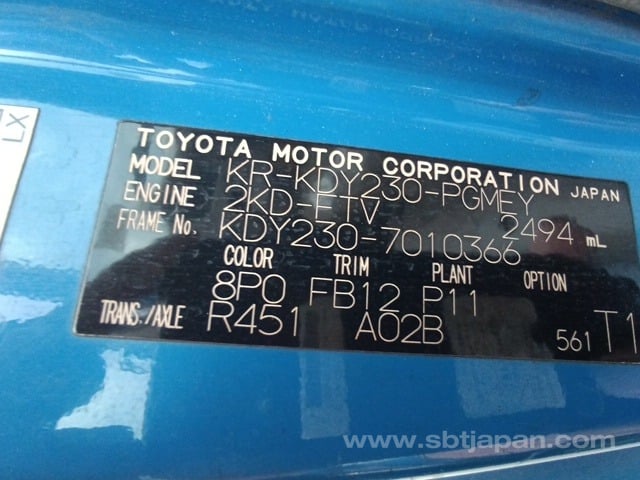 LX
TOYOTA MOTOR CORPORATION JAPAN
MODEL KR-KDY230-PGMEY
ENGINE 2KD-FTV 2494 mL
FRAME No. KDY230-7010366
COLOR TRIM PLANT OPTION
8P0 FB12 P11
TRANS./AXLE R451 A02B 561 T1
www.sbtjapan.com